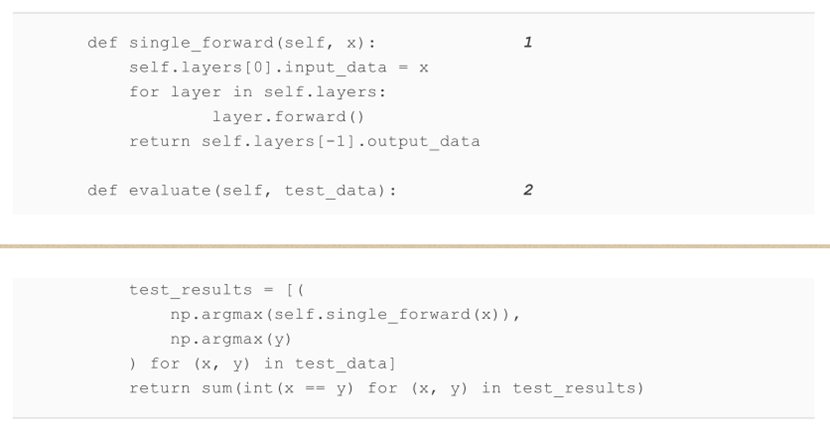 def single_forward(self, x): 1
self.layers[0].input_data = x
for layer in self.layers:
layer.forward()
return self.layers[-1].output_data
def evaluate(self, test_data): 2
test_results = [(
np.argmax(self.single_forward(x)),
np.argmax(y)
) for (x, y) in test_data]
return sum(int(x == y) for (x, y) in test_results)